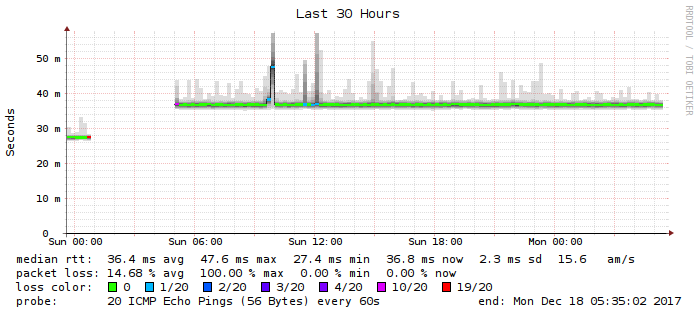 Last 30 Hours
RRDTOOL / TOBI OETIKER
Seconds
50 m
40 m
30 m
20 m
10 m
0
Sun 00:00 Sun 06:00 Sun 12:00 Sun 18:00 Mon 00:00
median rtt: 36.4 ms avg 47.6 ms max 27.4 ms min 36.8 ms now 2.3 ms sd 15.6 am/s
packet loss: 14.68 % avg 100.00 % max 0.00 % min 0.00 % now
loss color: 0 1/20 2/20 3/20 4/20 10/20 19/20
probe: 20 ICMP Echo Pings (56 Bytes) every 60s end: Mon Dec 18 05:35:02 2017